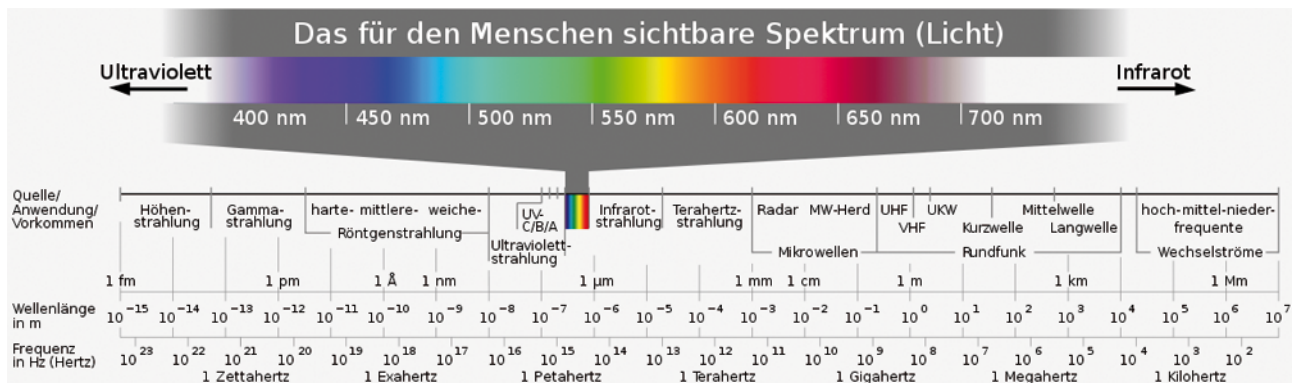 Das für den Menschen sichtbare Spektrum (Licht)
Ultraviolett
Infrarot
400 nm 450 nm 500 nm 550 nm 600 nm 650 nm 700 nm
Quelle/
Anwendung/
Vorkommen
Höhen-
strahlung
Gamma-
strahlung
harte- mittlere- weiche-
Röntgenstrahlung
UV-
C/B/A
Ultraviolett-
strahlung
Infrarot-
strahlung
Terahertz-
strahlung
Radar MW-Herd
Mikrowellen
UHF UKW Mittelwelle
VHF Kurzwelle Langwelle
Rundfunk
hoch-mittel-nieder-
frequente
Wechselströme
1 fm 1 pm 1 Å 1 nm 1 µm 1 mm 1 cm 1 m 1 km 1 Mm
Wellenlänge
in m
10⁻¹⁵ 10⁻¹⁴ 10⁻¹³ 10⁻¹² 10⁻¹¹ 10⁻¹⁰ 10⁻⁹ 10⁻⁸ 10⁻⁷ 10⁻⁶ 10⁻⁵ 10⁻⁴ 10⁻³ 10⁻² 10⁻¹ 10⁰ 10¹ 10² 10³ 10⁴ 10⁵ 10⁶ 10⁷
Frequenz
in Hz (Hertz)
10²³ 10²² 10²¹ 10²⁰ 10¹⁹ 10¹⁸ 10¹⁷ 10¹⁶ 10¹⁵ 10¹⁴ 10¹³ 10¹² 10¹¹ 10¹⁰ 10⁹ 10⁸ 10⁷ 10⁶ 10⁵ 10⁴ 10³ 10²
1 Zettahertz 1 Exahertz 1 Petahertz 1 Terahertz 1 Gigahertz 1 Megahertz 1 Kilohertz